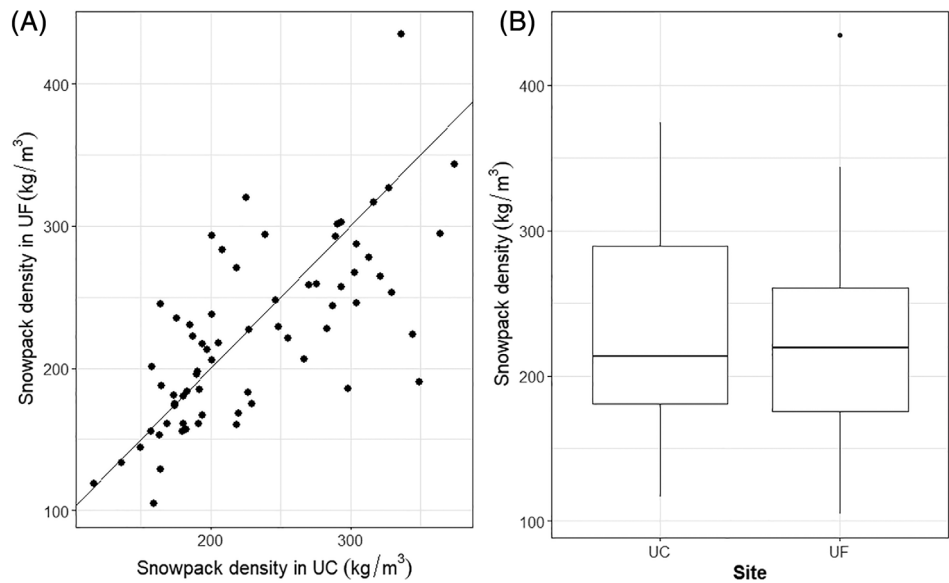 (A)
Snowpack density in UF (kg/m³)
400
300
200
100
200
300
Snowpack density in UC (kg/m³)
(B)
Snowpack density (kg/m³)
400
300
200
100
UC
UF
Site